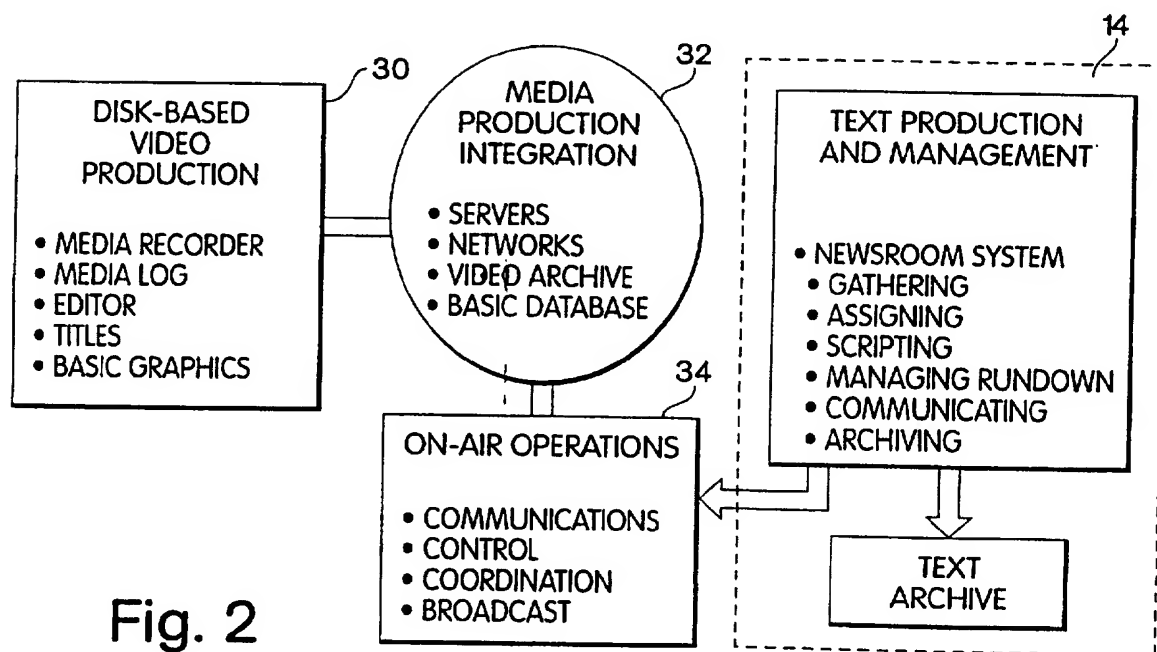 30
DISK-BASED
VIDEO
PRODUCTION
• MEDIA RECORDER
• MEDIA LOG
• EDITOR
• TITLES
• BASIC GRAPHICS
32
MEDIA
PRODUCTION
INTEGRATION
• SERVERS
• NETWORKS
• VIDEO ARCHIVE
• BASIC DATABASE
14
TEXT PRODUCTION
AND MANAGEMENT
• NEWSROOM SYSTEM
• GATHERING
• ASSIGNING
• SCRIPTING
• MANAGING RUNDOWN
• COMMUNICATING
• ARCHIVING
34
ON-AIR OPERATIONS
• COMMUNICATIONS
• CONTROL
• COORDINATION
• BROADCAST
TEXT
ARCHIVE
Fig. 2